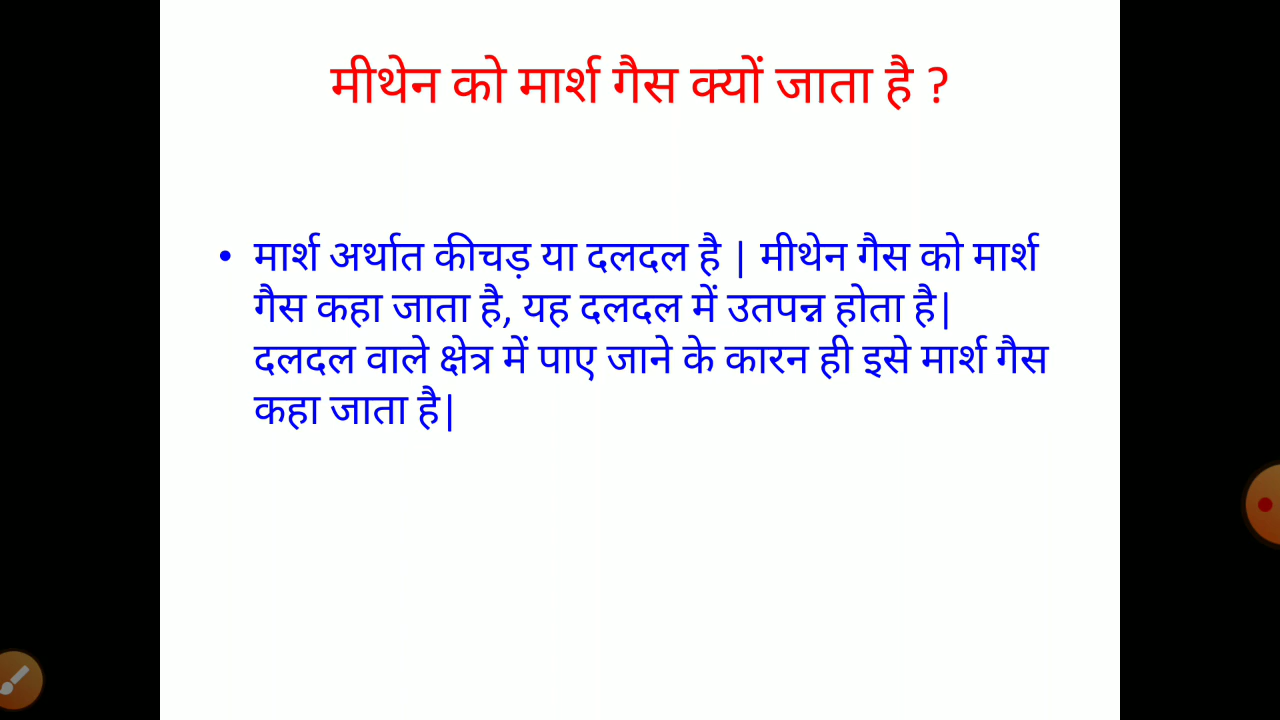 मीथेन को मार्श गैस क्यों जाता है ?
• मार्श अर्थात कीचड़ या दलदल है | मीथेन गैस को मार्श
गैस कहा जाता है, यह दलदल में उतपन्न होता है|
दलदल वाले क्षेत्र में पाए जाने के कारन ही इसे मार्श गैस
कहा जाता है|